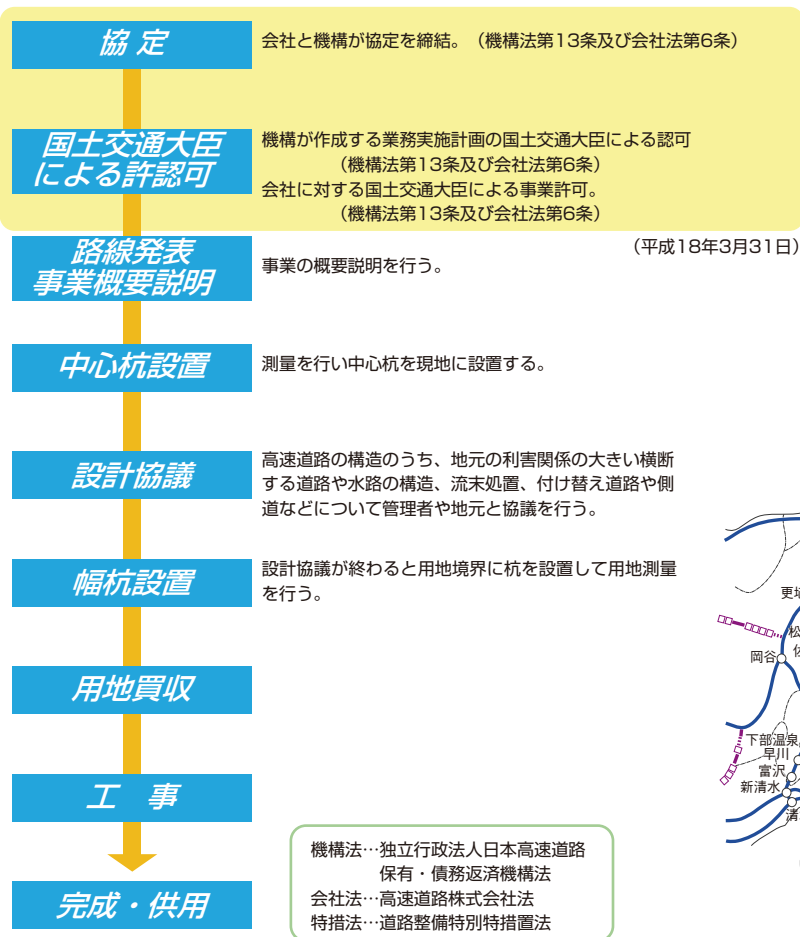 協 定
会社と機構が協定を締結。（機構法第13条及び会社法第6条）
国土交通大臣
による許認可
機構が作成する業務実施計画の国土交通大臣による認可
（機構法第13条及び会社法第6条）
会社に対する国土交通大臣による事業許可。
（機構法第13条及び会社法第6条）
（平成18年3月31日）
路線発表
事業概要説明
事業の概要説明を行う。
中心杭設置
測量を行い中心杭を現地に設置する。
設計協議
高速道路の構造のうち、地元の利害関係の大きい横断
する道路や水路の構造、流末処置、付け替え道路や側
道などについて管理者や地元と協議を行う。
幅杭設置
設計協議が終わると用地境界に杭を設置して用地測量
を行う。
用地買収
工 事
完成・供用
機構法…独立行政法人日本高速道路
保有・債務返済機構法
会社法…高速道路株式会社法
特措法…道路整備特別特措置法
更埴
松
岡谷
下部温泉
早川
富沢
新清水
清